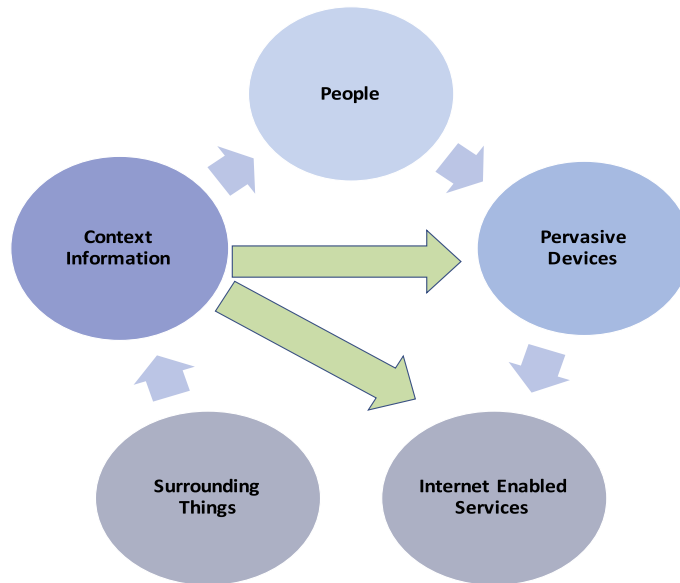 People
Context
Information
Pervasive
Devices
Surrounding
Things
Internet Enabled
Services